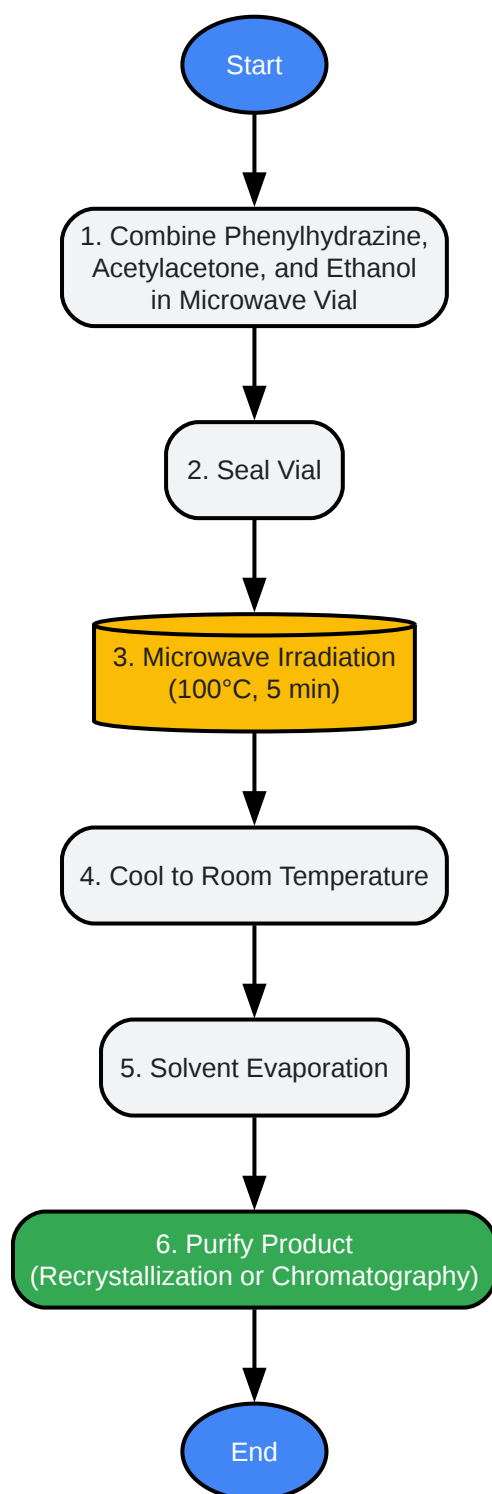 Start
1. Combine Phenylhydrazine,
Acetylacetone, and Ethanol
in Microwave Vial
2. Seal Vial
3. Microwave Irradiation
(100°C, 5 min)
4. Cool to Room Temperature
5. Solvent Evaporation
6. Purify Product
(Recrystallization or Chromatography)
End